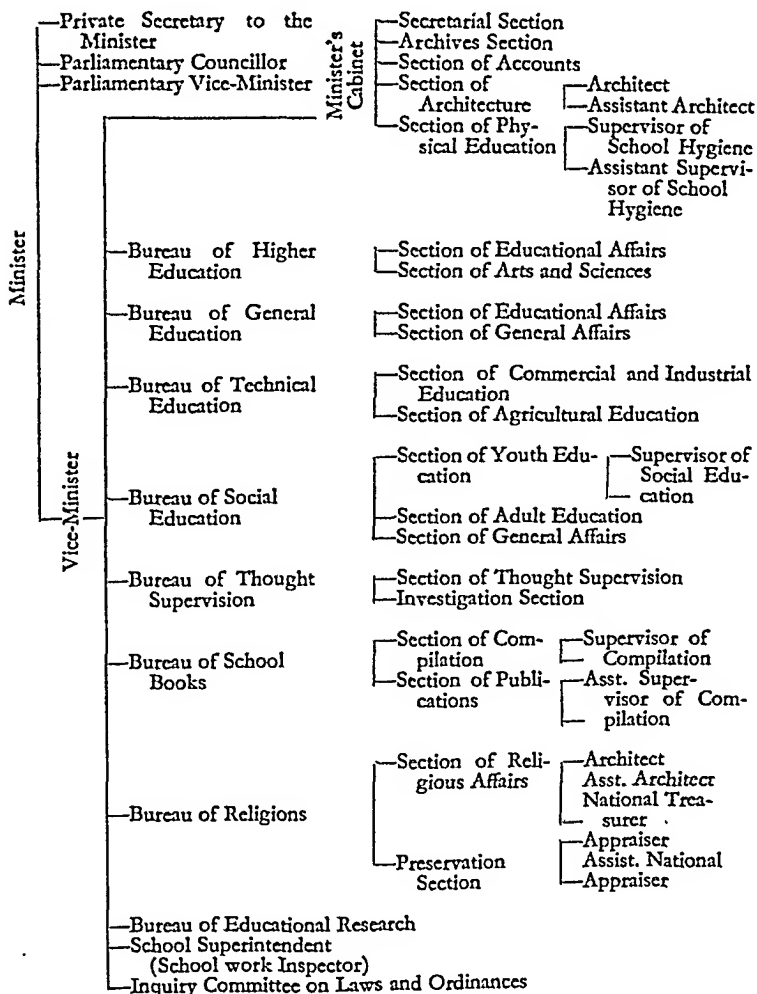 Minister
Private Secretary to the
Minister
Parliamentary Councillor
Parliamentary Vice-Minister
Vice-Minister
Minister's
Cabinet
Secretarial Section
Archives Section
Section of Accounts
Section of
Architecture
Architect
Assistant Architect
Section of Phy-
sical Education
Supervisor of
School Hygiene
Assistant Supervi-
sor of School
Hygiene
Bureau of Higher
Education
Section of Educational Affairs
Section of Arts and Sciences
Bureau of General
Education
Section of Educational Affairs
Section of General Affairs
Bureau of Technical
Education
Section of Commercial and Industrial
Education
Section of Agricultural Education
Bureau of Social
Education
Section of Youth Edu-
cation
Supervisor of
Social Edu-
cation
Section of Adult Education
Section of General Affairs
Bureau of Thought
Supervision
Section of Thought Supervision
Investigation Section
Bureau of School
Books
Section of Com-
pilation
Supervisor of
Compilation
Section of Publi-
cations
Asst. Super-
visor of Com-
pilation
Bureau of Religions
Section of Reli-
gious Affairs
Architect
Asst. Architect
National Trea-
surer
Preservation
Section
Appraiser
Assist. National
Appraiser
Bureau of Educational Research
School Superintendent
(School work Inspector)
Inquiry Committee on Laws and Ordinances